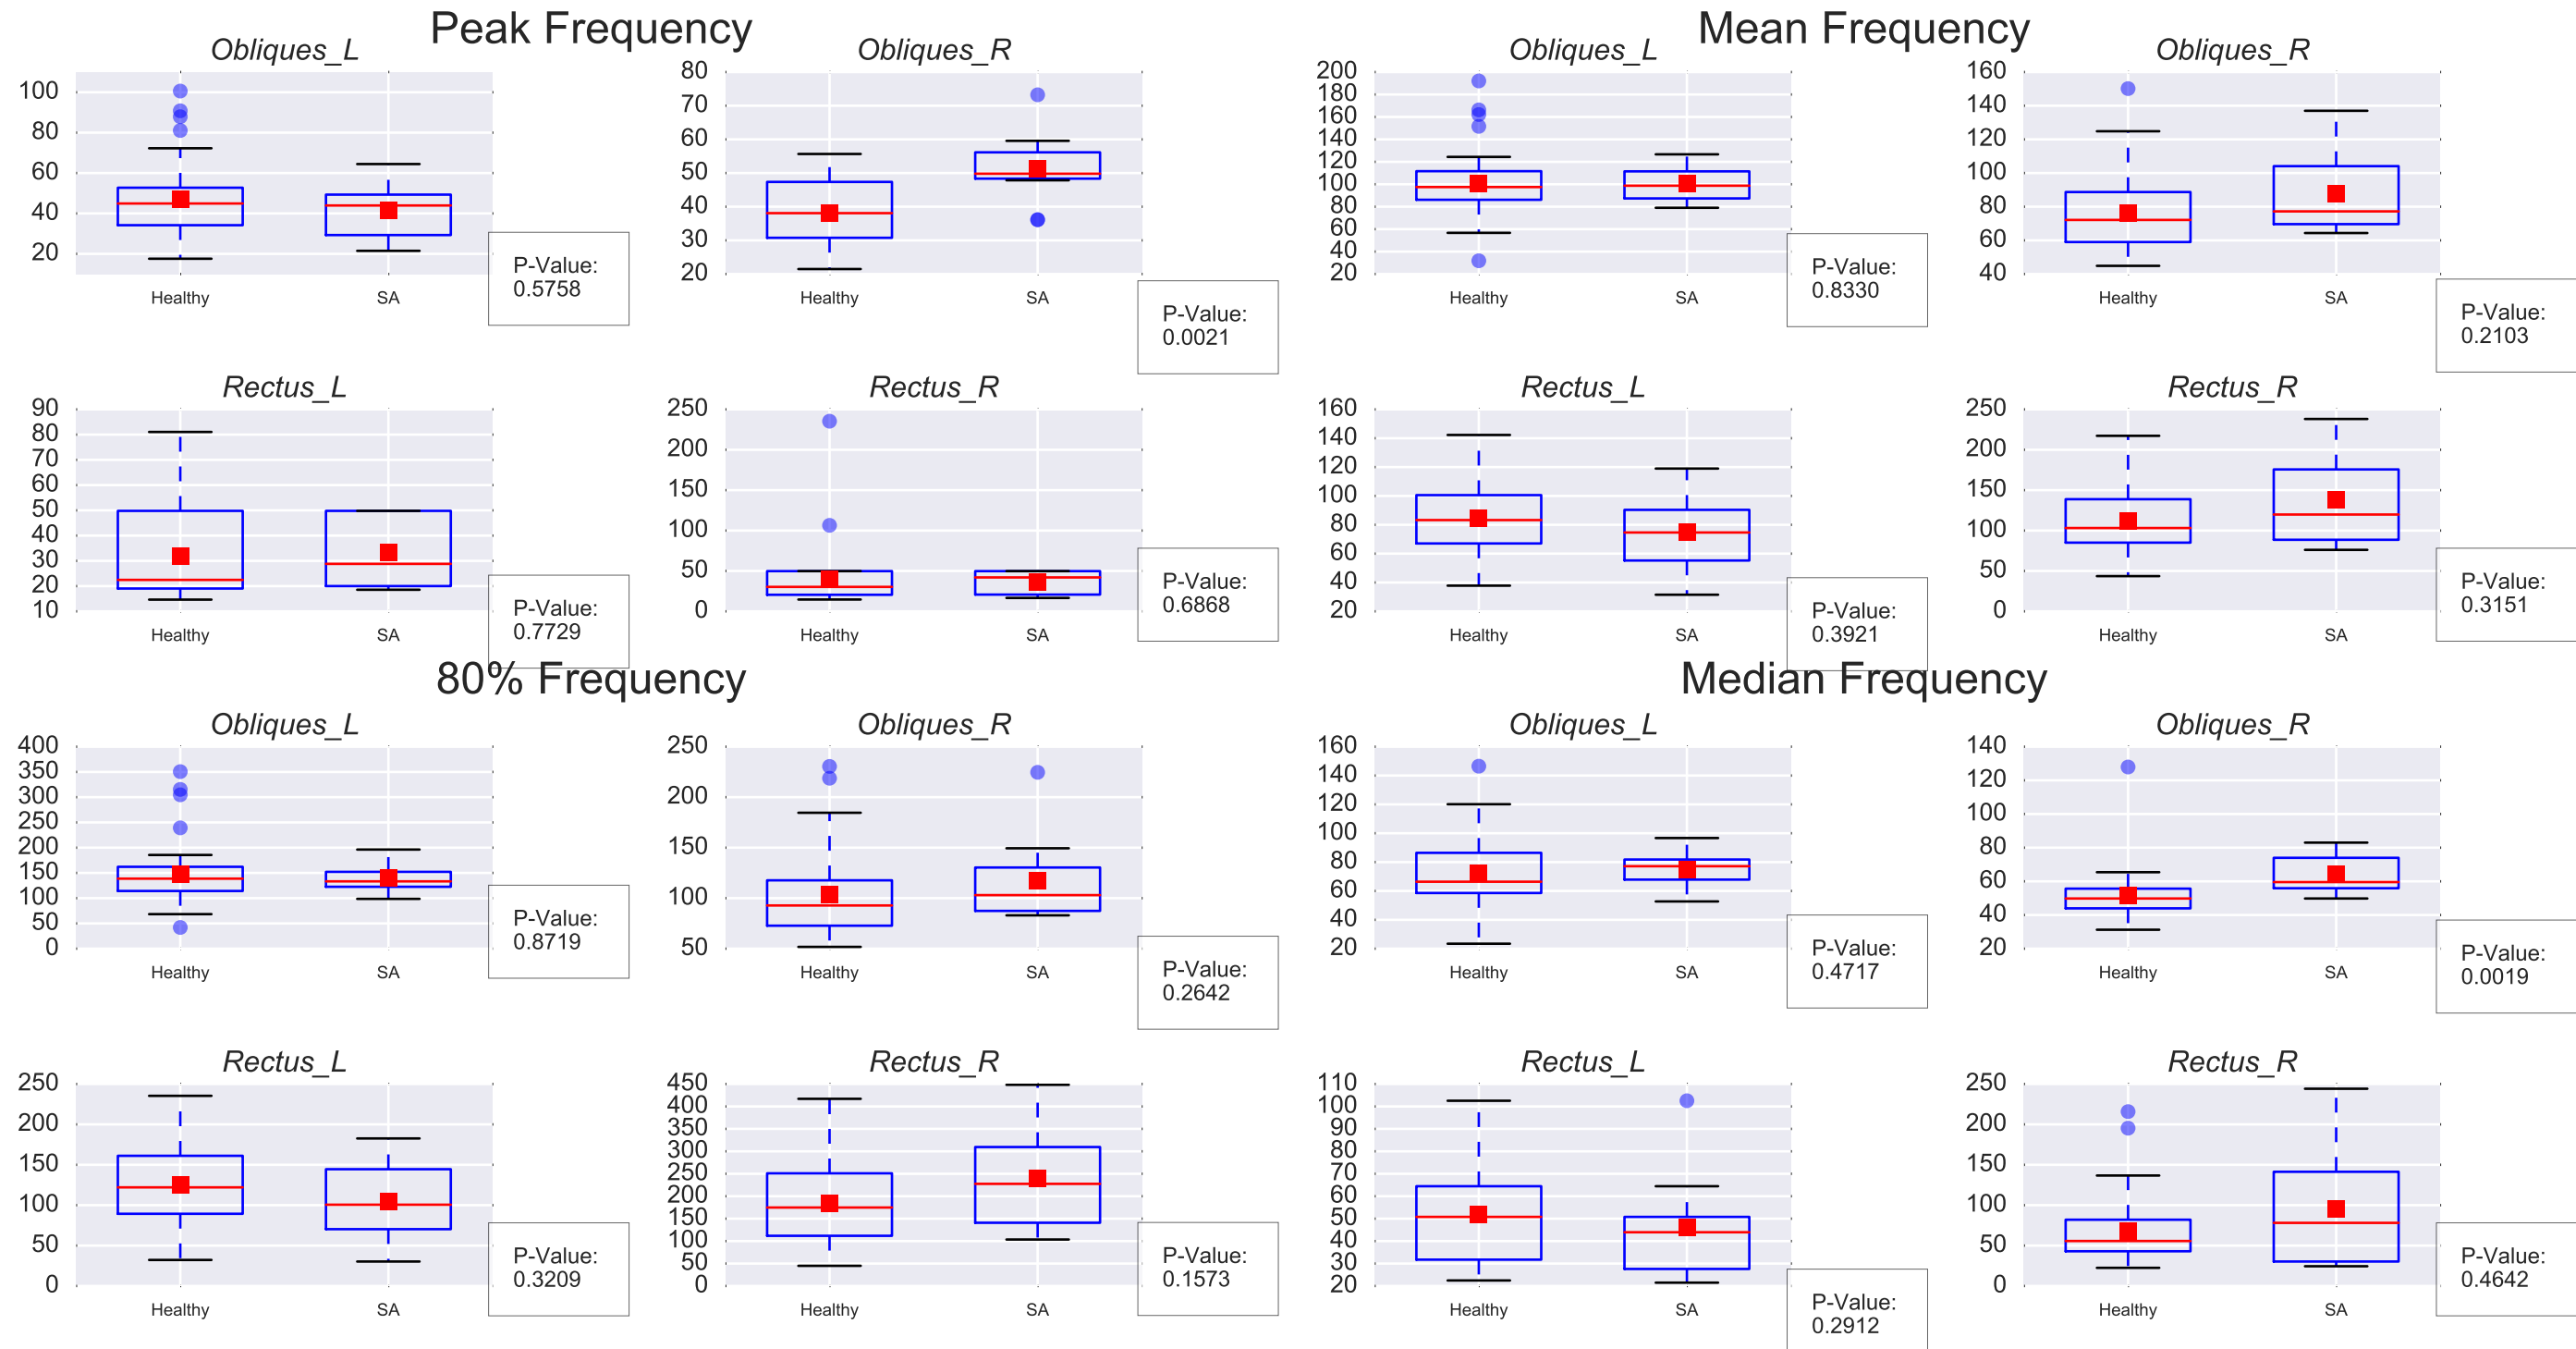 Peak Frequency
Obliques_L
100
80
60
40
20
Healthy
SA
P-Value:
0.5758
Obliques_R
80
70
60
50
40
30
20
Healthy
SA
P-Value:
0.0021
Rectus_L
90
80
70
60
50
40
30
20
10
Healthy
SA
P-Value:
0.7729
Rectus_R
250
200
150
100
50
0
Healthy
SA
P-Value:
0.6868
Mean Frequency
Obliques_L
200
180
160
140
120
100
80
60
40
20
Healthy
SA
P-Value:
0.8330
Obliques_R
160
140
120
100
80
60
40
Healthy
SA
P-Value:
0.2103
Rectus_L
160
140
120
100
80
60
40
20
Healthy
SA
P-Value:
0.3921
Rectus_R
250
200
150
100
50
0
Healthy
SA
P-Value:
0.3151
80% Frequency
Obliques_L
400
350
300
250
200
150
100
50
0
Healthy
SA
P-Value:
0.8719
Obliques_R
250
200
150
100
50
Healthy
SA
P-Value:
0.2642
Rectus_L
250
200
150
100
50
0
Healthy
SA
P-Value:
0.3209
Rectus_R
450
400
350
300
250
200
150
100
50
0
Healthy
SA
P-Value:
0.1573
Median Frequency
Obliques_L
160
140
120
100
80
60
40
20
Healthy
SA
P-Value:
0.4717
Obliques_R
140
120
100
80
60
40
20
Healthy
SA
P-Value:
0.0019
Rectus_L
110
100
90
80
70
60
50
40
30
20
Healthy
SA
P-Value:
0.2912
Rectus_R
250
200
150
100
50
0
Healthy
SA
P-Value:
0.4642